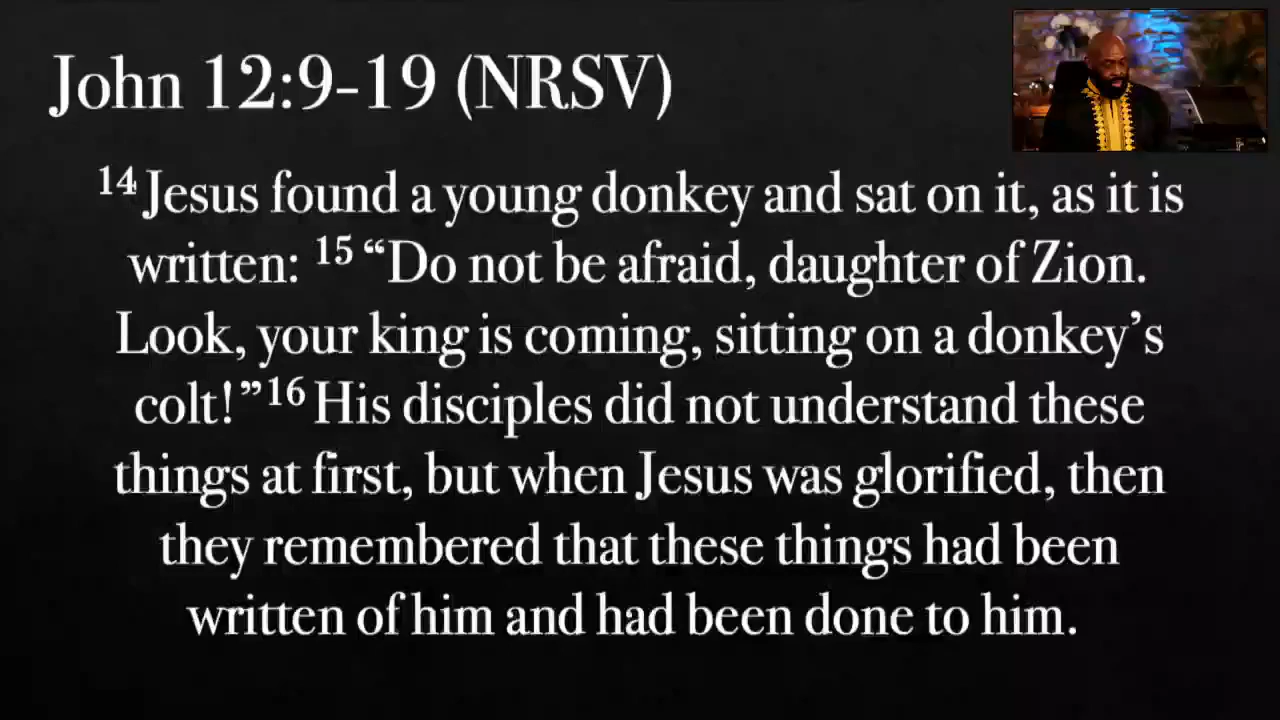 John 12:9-19 (NRSV)
14 Jesus found a young donkey and sat on it, as it is
written: 15 “Do not be afraid, daughter of Zion.
Look, your king is coming, sitting on a donkey’s
colt!”16 His disciples did not understand these
things at first, but when Jesus was glorified, then
they remembered that these things had been
written of him and had been done to him.